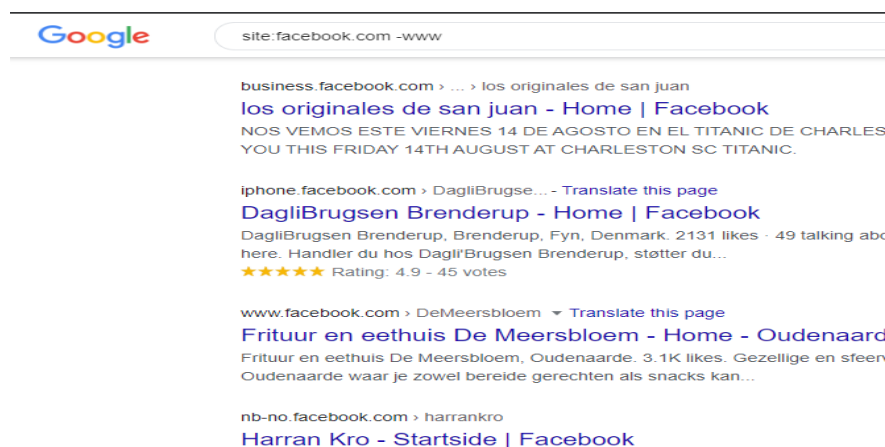 Google
site:facebook.com -www
business.facebook.com › ... › los originales de san juan
los originales de san juan - Home | Facebook
NOS VEMOS ESTE VIERNES 14 DE AGOSTO EN EL TITANIC DE CHARLES
YOU THIS FRIDAY 14TH AUGUST AT CHARLESTON SC TITANIC.
iphone.facebook.com › DagliBrugse... - Translate this page
DagliBrugsen Brenderup - Home | Facebook
DagliBrugsen Brenderup, Brenderup, Fyn, Denmark. 2131 likes · 49 talking abo
here. Handler du hos Dagli'Brugsen Brenderup, støtter du...
Rating: 4.9 - 45 votes
www.facebook.com › DeMeersbloem Translate this page
Frituur en eethuis De Meersbloem - Home - Oudenaard
Frituur en eethuis De Meersbloem, Oudenaarde. 3.1K likes. Gezellige en sfeerv
Oudenaarde waar je zowel bereide gerechten als snacks kan...
nb-no.facebook.com › harrankro
Harran Kro - Startside | Facebook